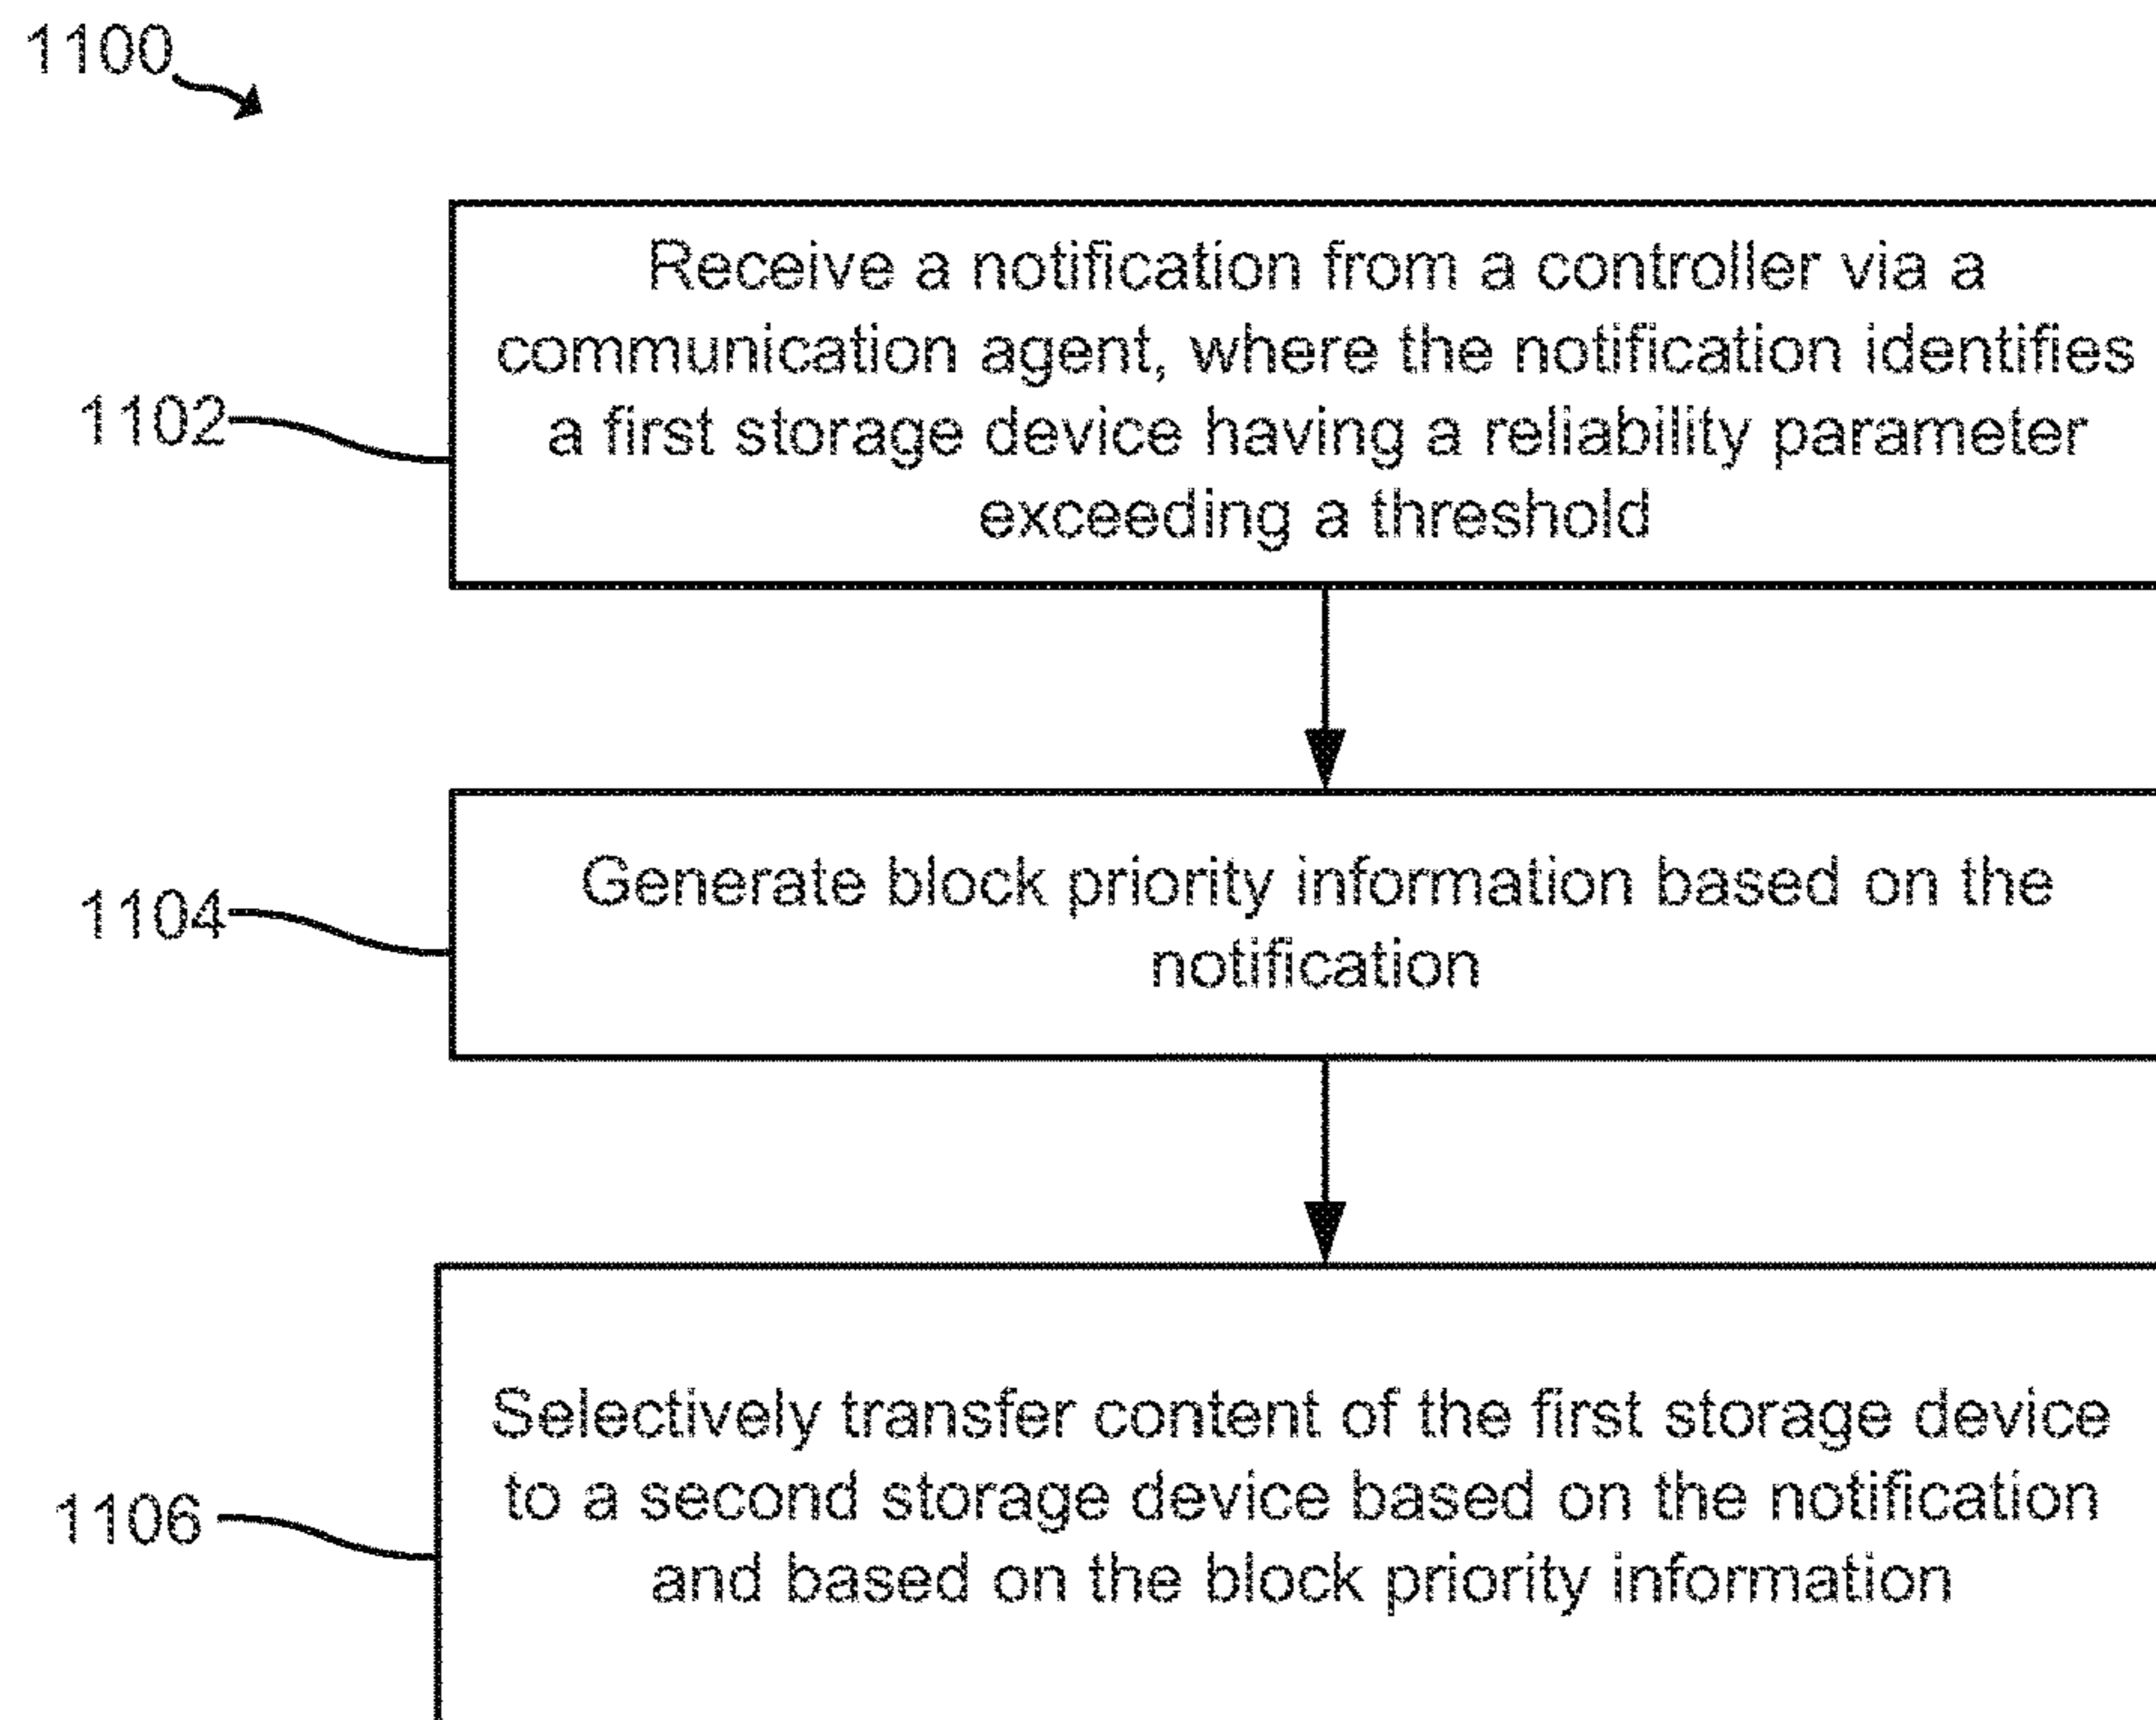 1100
Receive a notification from a controller via a
communication agent, where the notification identifies
1102
a first storage device having a reliability parameter
exceeding a threshold
Generate block priority information based on the
1104
notification
Selectively transfer content of the first storage device
to a second storage device based on the notification
1106
and based on the block priority information